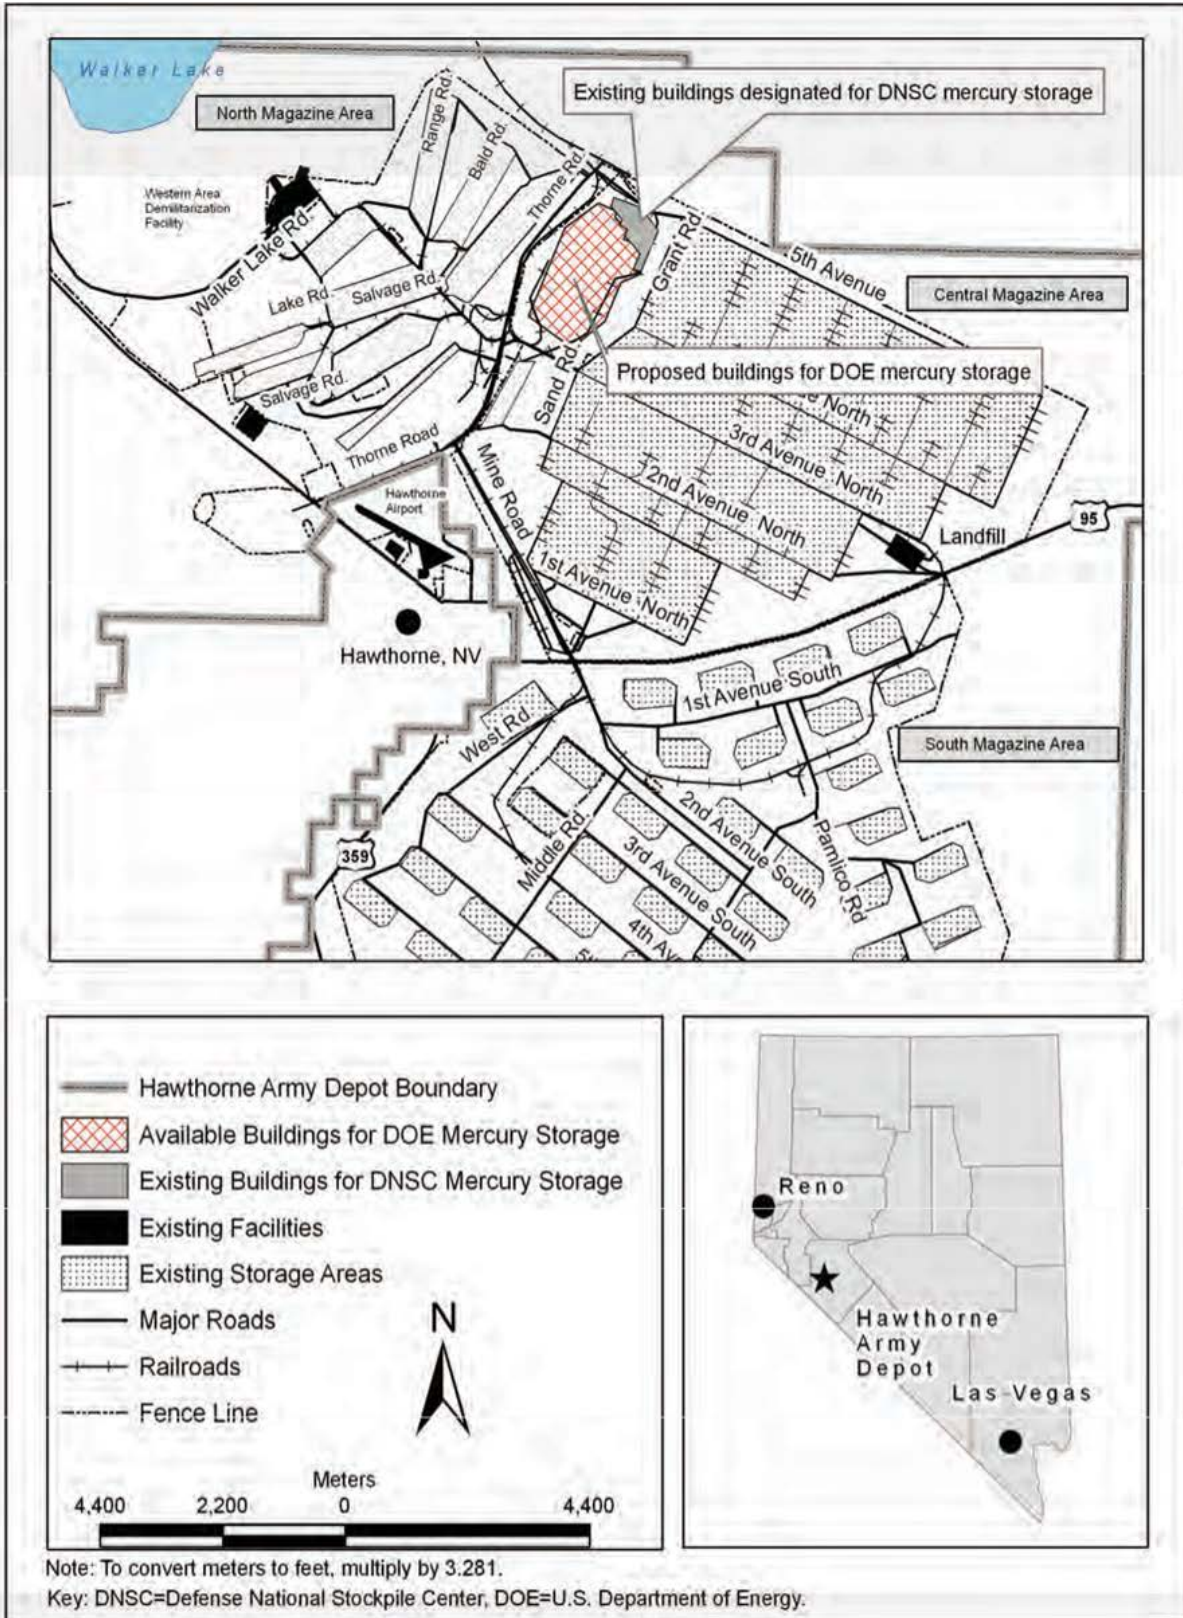 Walker Lake
North Magazine Area
Existing buildings designated for DNSC mercury storage
Range Rd.
Bald Rd.
Thorne Rd.
Western Area
Demilitarization
Facility
Walker Lake Rd.
Lake Rd.
Salvage Rd.
Grant Rd
5th Avenue
Central Magazine Area
Proposed buildings for DOE mercury storage
Sand Rd.
Salvage Rd.
North
3rd Avenue North
Thorne Road
Mine Road
2nd Avenue North
Hawthorne
Airport
95
Landfill
1st Avenue North
Hawthorne, NV
1st Avenue South
West Rd.
South Magazine Area
2nd Avenue South
Middle Rd.
3rd Avenue South
Pamlico Rd
359
4th Av
Hawthorne Army Depot Boundary
Available Buildings for DOE Mercury Storage
Existing Buildings for DNSC Mercury Storage
Existing Facilities
Existing Storage Areas
Major Roads
Railroads
Fence Line
N
Meters
4,400 2,200 0 4,400
Reno
Hawthorne
Army
Depot
Las Vegas
Note: To convert meters to feet, multiply by 3.281.
Key: DNSC=Defense National Stockpile Center, DOE=U.S. Department of Energy.